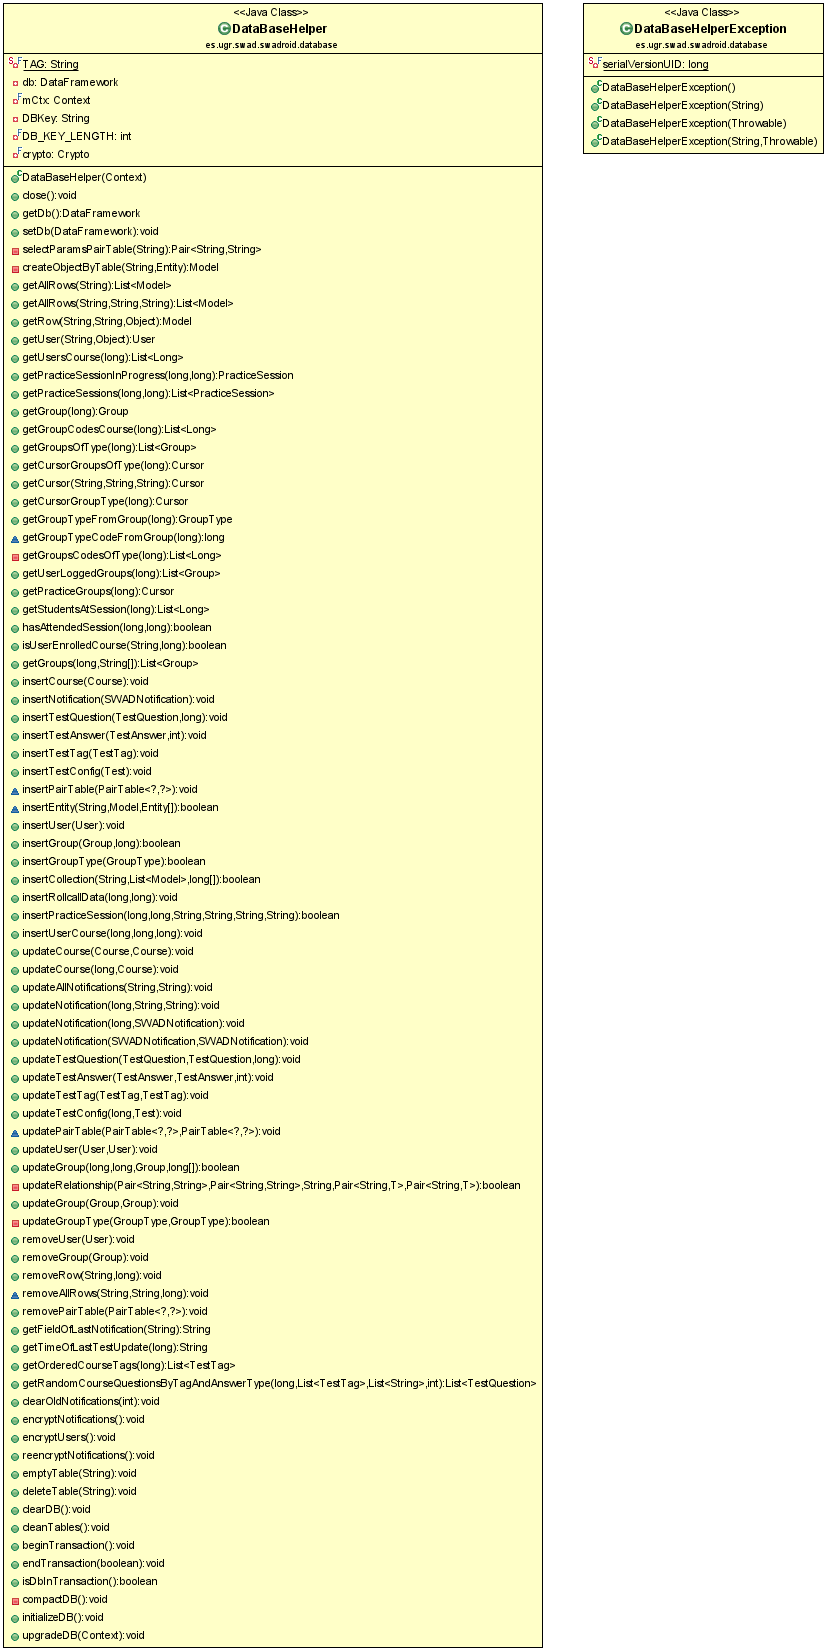 <<Java Class>>
DataBaseHelper
es.ugr.swad.swadroid.database
TAG: String
db: DataFramework
mCtx: Context
DBKey: String
DB_KEY_LENGTH: int
crypto: Crypto
DataBaseHelper(Context)
close():void
getDb():DataFramework
setDb(DataFramework):void
selectParamsPairTable(String):Pair<String,String>
createObjectByTable(String,Entity):Model
getAllRows(String):List<Model>
getAllRows(String,String,String):List<Model>
getRow(String,String,Object):Model
getUser(String,Object):User
getUsersCourse(long):List<Long>
getPracticeSessionInProgress(long,long):PracticeSession
getPracticeSessions(long,long):List<PracticeSession>
getGroup(long):Group
getGroupCodesCourse(long):List<Long>
getGroupsOfType(long):List<Group>
getCursorGroupsOfType(long):Cursor
getCursor(String,String,String):Cursor
getCursorGroupType(long):Cursor
getGroupTypeFromGroup(long):GroupType
getGroupTypeCodeFromGroup(long):long
getGroupsCodesOfType(long):List<Long>
getUserLoggedGroups(long):List<Group>
getPracticeGroups(long):Cursor
getStudentsAtSession(long):List<Long>
hasAttendedSession(long,long):boolean
isUserEnrolledCourse(String,long):boolean
getGroups(long,String[]):List<Group>
insertCourse(Course):void
insertNotification(SWADNotification):void
insertTestQuestion(TestQuestion,long):void
insertTestAnswer(TestAnswer,int):void
insertTestTag(TestTag):void
insertTestConfig(Test):void
insertPairTable(PairTable<?,?>):void
insertEntity(String,Model,Entity[]):boolean
insertUser(User):void
insertGroup(Group,long):boolean
insertGroupType(GroupType):boolean
insertCollection(String,List<Model>,long[]):boolean
insertRollcallData(long,long):void
insertPracticeSession(long,long,String,String,String,String):boolean
insertUserCourse(long,long,long):void
updateCourse(Course,Course):void
updateCourse(long,Course):void
updateAllNotifications(String,String):void
updateNotification(long,String,String):void
updateNotification(long,SWADNotification):void
updateNotification(SWADNotification,SWADNotification):void
updateTestQuestion(TestQuestion,TestQuestion,long):void
updateTestAnswer(TestAnswer,TestAnswer,int):void
updateTestTag(TestTag,TestTag):void
updateTestConfig(long,Test):void
updatePairTable(PairTable<?,?>,PairTable<?,?>):void
updateUser(User,User):void
updateGroup(long,long,Group,long[]):boolean
updateRelationship(Pair<String,String>,Pair<String,String>,String,Pair<String,T>,Pair<String,T>):boolean
updateGroup(Group,Group):void
updateGroupType(GroupType,GroupType):boolean
removeUser(User):void
removeGroup(Group):void
removeRow(String,long):void
removeAllRows(String,String,long):void
removePairTable(PairTable<?,?>):void
getFieldOfLastNotification(String):String
getTimeOfLastTestUpdate(long):String
getOrderedCourseTags(long):List<TestTag>
getRandomCourseQuestionsByTagAndAnswerType(long,List<TestTag>,List<String>,int):List<TestQuestion>
clearOldNotifications(int):void
encryptNotifications():void
encryptUsers():void
reencryptNotifications():void
emptyTable(String):void
deleteTable(String):void
clearDB():void
cleanTables():void
beginTransaction():void
endTransaction(boolean):void
isDbInTransaction():boolean
compactDB():void
initializeDB():void
upgradeDB(Context):void
<<Java Class>>
DataBaseHelperException
es.ugr.swad.swadroid.database
serialVersionUID: long
DataBaseHelperException()
DataBaseHelperException(String)
DataBaseHelperException(Throwable)
DataBaseHelperException(String,Throwable)